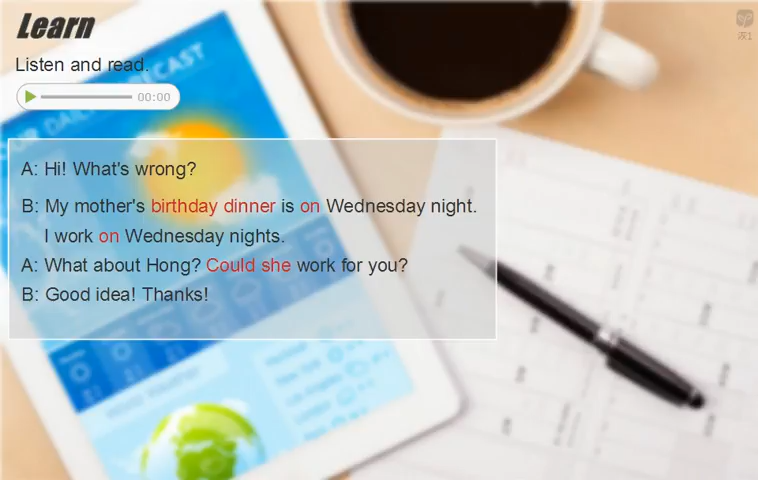 Learn
Listen and read.
00:00
A: Hi! What's wrong?
B: My mother's birthday dinner is on Wednesday night.
I work on Wednesday nights.
A: What about Hong? Could she work for you?
B: Good idea! Thanks!